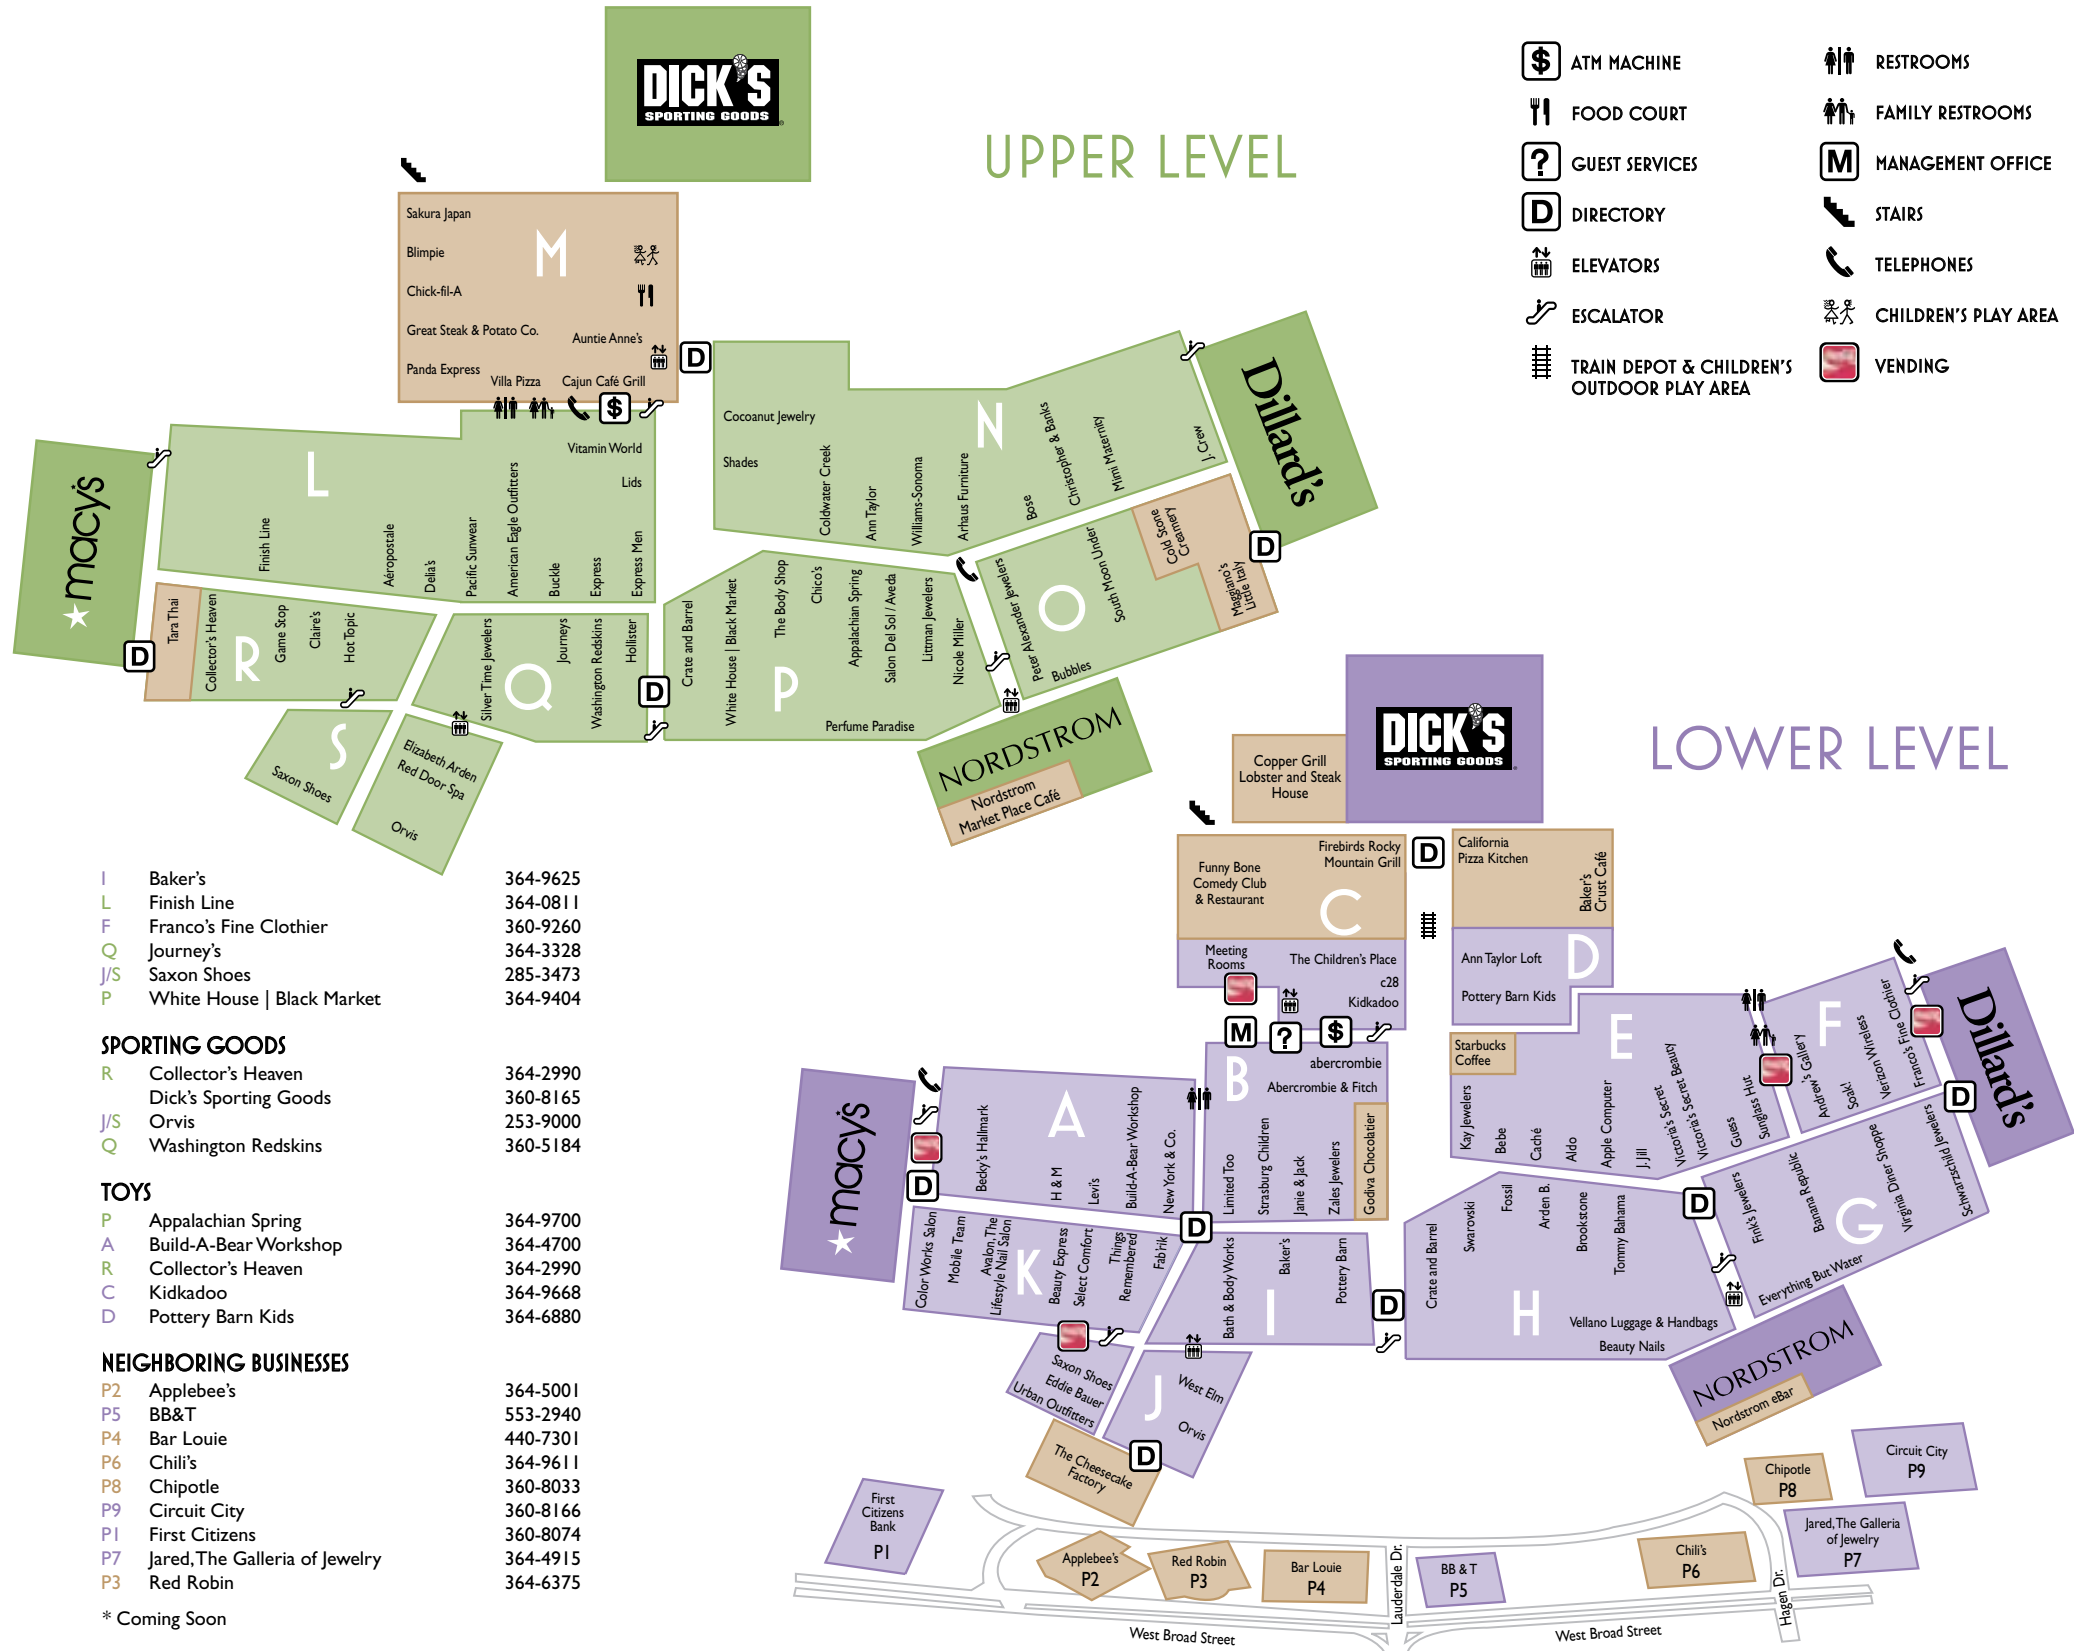 DICK'S
SPORTING GOODS
UPPER LEVEL
$ ATM MACHINE
FOOD COURT
? GUEST SERVICES
D DIRECTORY
ELEVATORS
ESCALATOR
TRAIN DEPOT & CHILDREN'S
OUTDOOR PLAY AREA
RESTROOMS
FAMILY RESTROOMS
M MANAGEMENT OFFICE
STAIRS
TELEPHONES
CHILDREN'S PLAY AREA
VENDING
M
Sakura Japan
Blimpie
Chick-fil-A
Great Steak & Potato Co.
Auntie Anne's
Panda Express
Villa Pizza
Cajun Café Grill
D
$
macy's
D
L
Finish Line
Aéropostale
Delia's
Pacific Sunwear
American Eagle Outfitters
Buckle
Express
Express Men
Vitamin World
Lids
N
Cocoanut Jewelry
Shades
Coldwater Creek
Ann Taylor
Williams-Sonoma
Arhaus Furniture
Bose
Christopher & Banks
Mimi Maternity
J. Crew
Dillard's
D
O
Peter Alexander Jewelers
Bubbles
South Moon Under
Cold Stone
Creamery
Maggiano's
Little Italy
R
Tara Thai
Collector's Heaven
Game Stop
Claire's
Hot Topic
Q
Silver Time Jewelers
Journeys
Washington Redskins
Hollister
D
P
Crate and Barrel
White House | Black Market
The Body Shop
Chico's
Appalachian Spring
Salon Del Sol / Aveda
Littman Jewelers
Nicole Miller
Perfume Paradise
S
Saxon Shoes
Elizabeth Arden
Red Door Spa
Orvis
NORDSTROM
Nordstrom
Market Place Café
LOWER LEVEL
DICK'S
SPORTING GOODS
Copper Grill
Lobster and Steak
House
C
Funny Bone
Comedy Club
& Restaurant
Firebirds Rocky
Mountain Grill
D
Meeting
Rooms
The Children's Place
c28
Kidkadoo
M
?
$
D
California
Pizza Kitchen
Baker's
Crust Café
Ann Taylor Loft
Pottery Barn Kids
E
Starbucks
Coffee
Kay Jewelers
Bebe
Caché
Aldo
Apple Computer
J. Jill
Victoria's Secret
Victoria's Secret Beauty
Guess
Sunglass Hut
F
Andrew's Gallery
Soak!
Verizon Wireless
Franco's Fine Clothier
Dillard's
D
macy's
D
A
Becky's Hallmark
H & M
Levi's
Build-A-Bear Workshop
New York & Co.
B
abercrombie
Abercrombie & Fitch
Limited Too
Strasburg Children
Janie & Jack
Zales Jewelers
Godiva Chocolatier
D
G
D
Fink's Jewelers
Banana Republic
Virginia Diner Shoppe
Schwarzschild Jewelers
Everything But Water
K
Color Works Salon
Mobile Team
Avalon, The
Lifestyle Nail Salon
Beauty Express
Select Comfort
Things
Remembered
Fab'rik
I
Bath & Body Works
Baker's
Pottery Barn
D
H
Crate and Barrel
Swarovski
Fossil
Arden B.
Brookstone
Tommy Bahama
Vellano Luggage & Handbags
Beauty Nails
NORDSTROM
Nordstrom eBar
Saxon Shoes
Eddie Bauer
Urban Outfitters
J
West Elm
Orvis
D
The Cheesecake
Factory
First
Citizens
Bank
P1
Applebee's
P2
Red Robin
P3
Bar Louie
P4
BB & T
P5
Chili's
P6
Jared, The Galleria
of Jewelry
P7
Chipotle
P8
Circuit City
P9
Lauderdale Dr.
Hagen Dr.
West Broad Street
West Broad Street
I Baker's 364-9625
L Finish Line 364-0811
F Franco's Fine Clothier 360-9260
Q Journey's 364-3328
J/S Saxon Shoes 285-3473
P White House | Black Market 364-9404
SPORTING GOODS
R Collector's Heaven 364-2990
Dick's Sporting Goods 360-8165
J/S Orvis 253-9000
Q Washington Redskins 360-5184
TOYS
P Appalachian Spring 364-9700
A Build-A-Bear Workshop 364-4700
R Collector's Heaven 364-2990
C Kidkadoo 364-9668
D Pottery Barn Kids 364-6880
NEIGHBORING BUSINESSES
P2 Applebee's 364-5001
P5 BB&T 553-2940
P4 Bar Louie 440-7301
P6 Chili's 364-9611
P8 Chipotle 360-8033
P9 Circuit City 360-8166
P1 First Citizens 360-8074
P7 Jared, The Galleria of Jewelry 364-4915
P3 Red Robin 364-6375
* Coming Soon